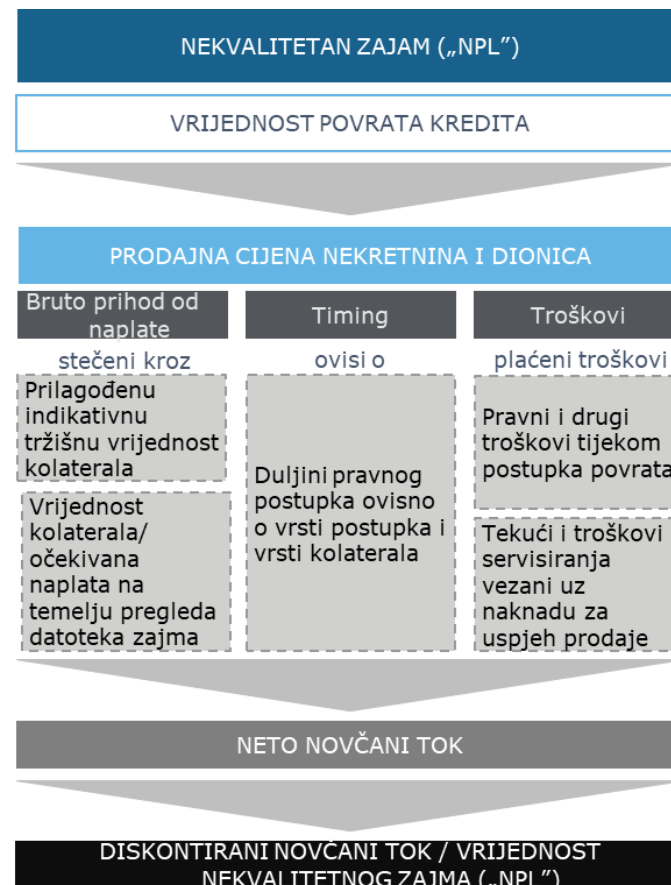 NEKVALITETAN ZAJAM („NPL”)
VRIJEDNOST POVRATA KREDITA
PRODAJNA CIJENA NEKRETNINA I DIONICA
Bruto prihod od
naplate
stečeni kroz
Prilagođenu
indikativnu
tržišnu vrijednost
kolaterala
Vrijednost
kolaterala/
očekivana
naplata na
temelju pregleda
datoteka zajma
Timing
ovisi o
Duljini pravnog
postupka ovisno
o vrsti postupka i
vrsti kolaterala
Troškovi
plaćeni troškovi
Pravni i drugi
troškovi tijekom
postupka povrata
Tekući i troškovi
servisiranja
vezani uz
naknadu za
uspjeh prodaje
NETO NOVČANI TOK
DISKONTIRANI NOVČANI TOK / VRIJEDNOST
NEKVALITETNOG ZAJMA („NPL”)